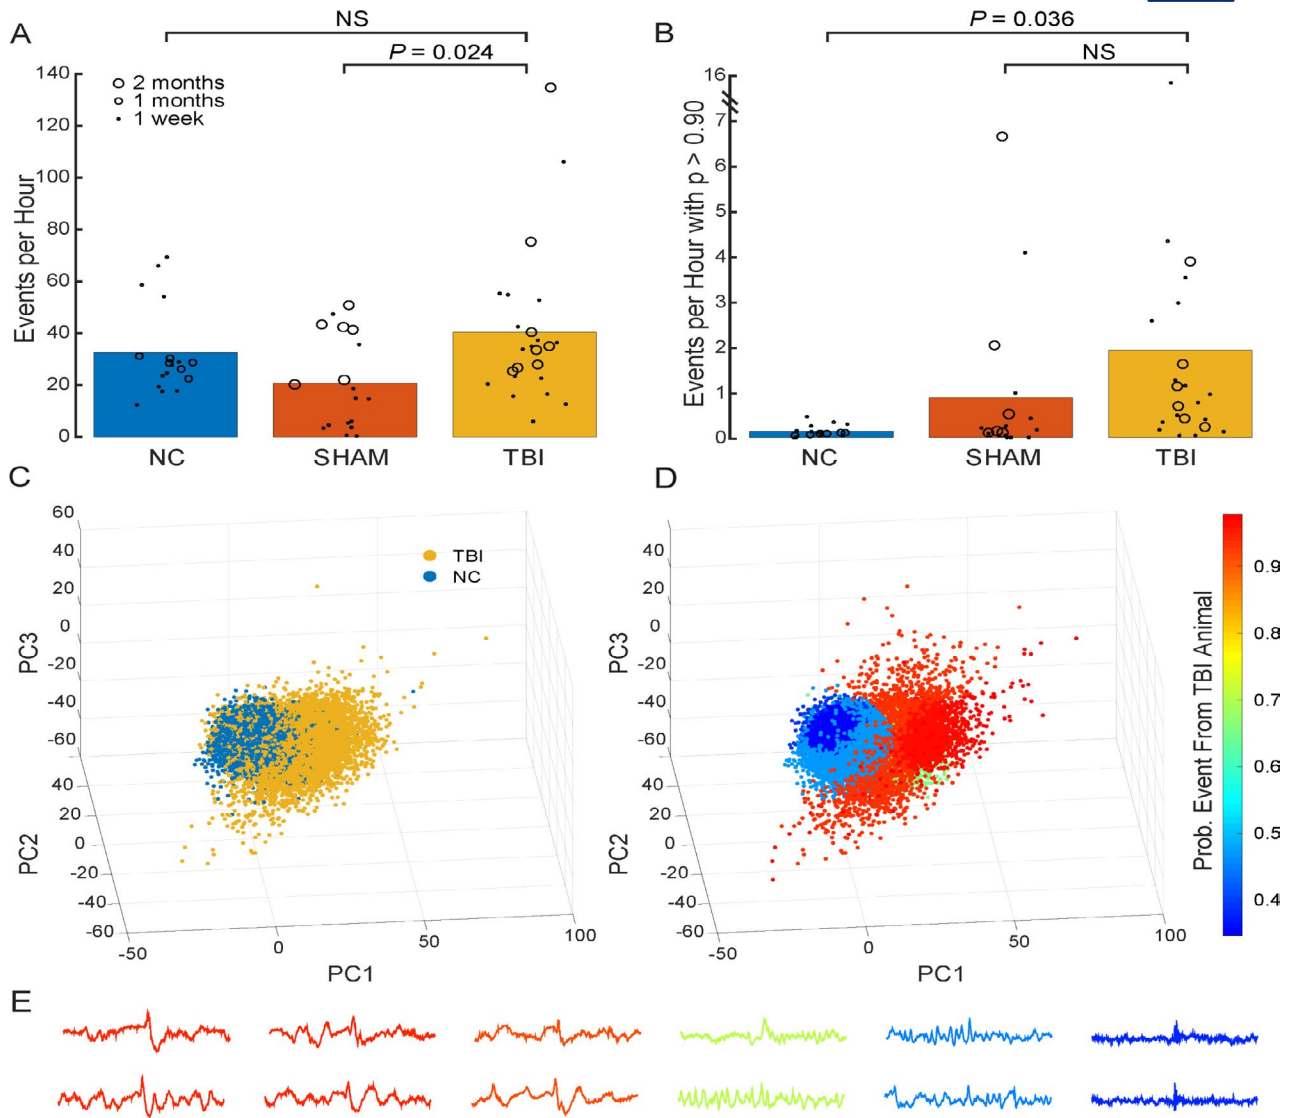 A
NS
P = 0.024
140
120
100
80
60
40
20
0
Events per Hour
2 months
1 months
1 week
NC
SHAM
TBI
B
P = 0.036
NS
16
7
6
5
4
3
2
1
0
Events per Hour with p > 0.90
NC
SHAM
TBI
C
60
40
20
0
-20
-40
-60
PC3
TBI
NC
40
20
0
-20
-40
-60
PC2
-50
0
50
100
PC1
D
40
20
0
-20
-40
-60
PC3
40
20
0
-20
-40
-60
PC2
-50
0
50
100
PC1
0.9
0.8
0.7
0.6
0.5
0.4
Prob. Event From TBI Animal
E